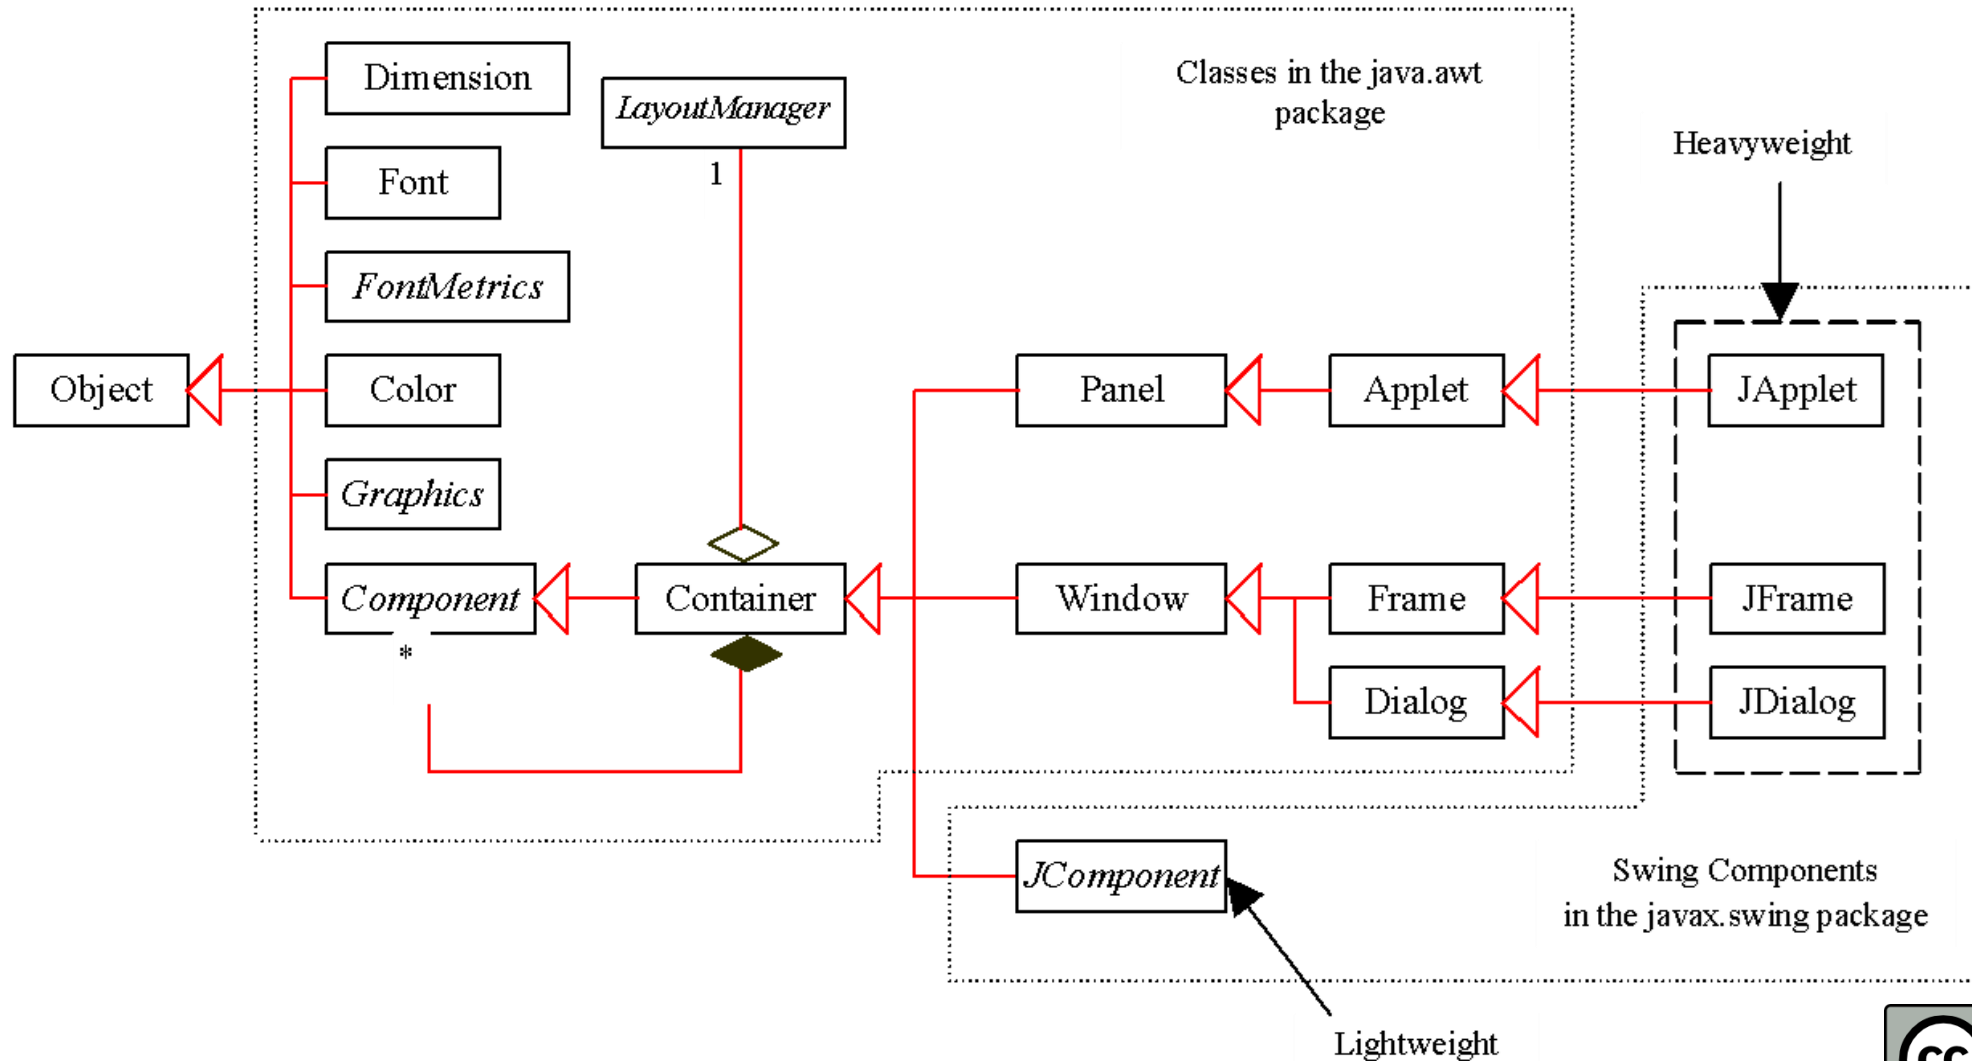 Dimension
LayoutManager
Classes in the java.awt
package
1
Heavyweight
Font
FontMetrics
Object
Color
Panel
Applet
JApplet
Graphics
Component
Container
Window
Frame
JFrame
*
Dialog
JDialog
JComponent
Swing Components
in the javax.swing package
Lightweight
cc